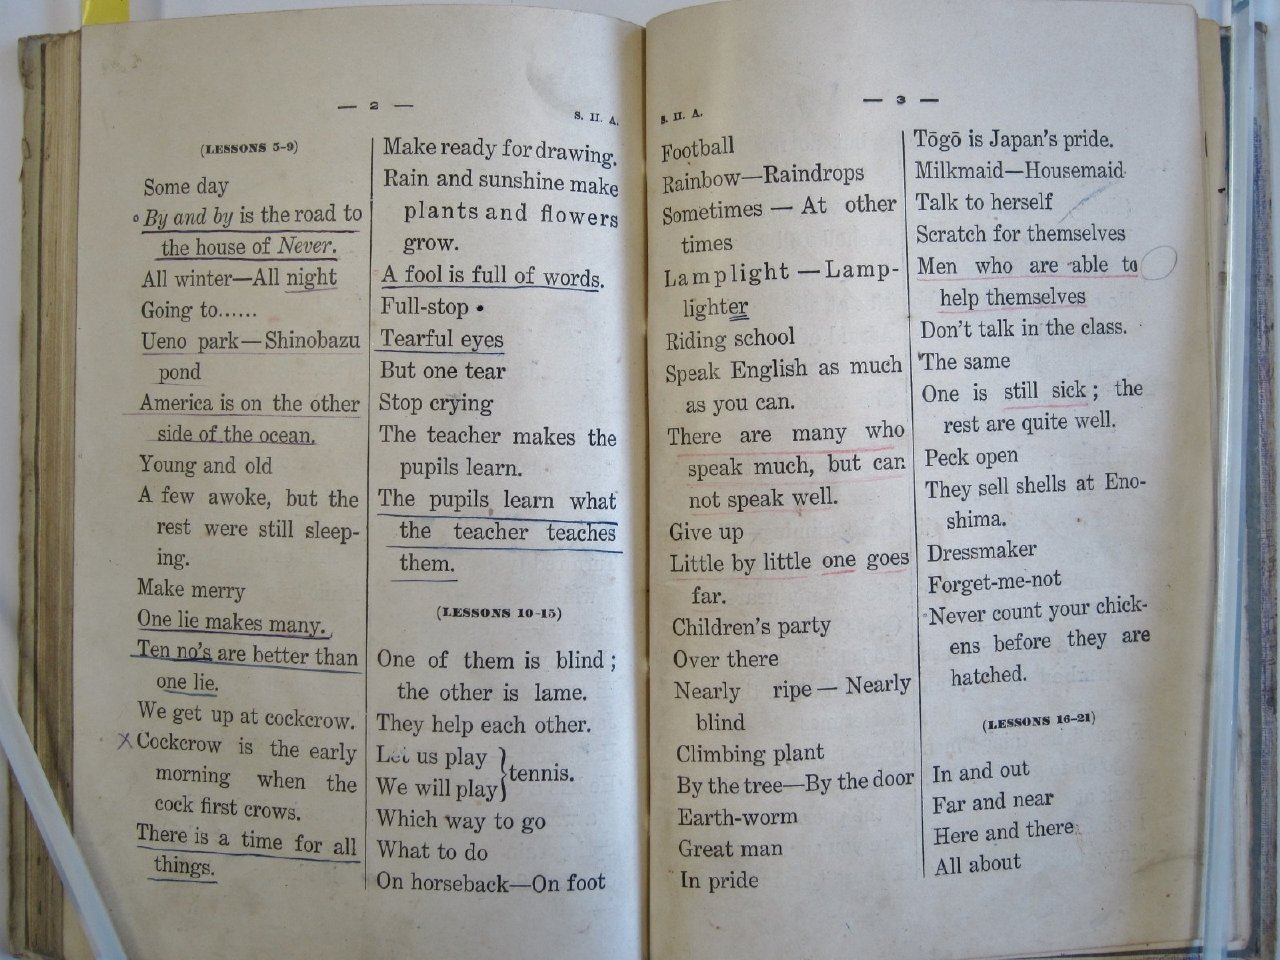 — 2 —
S. II. A.
(LESSONS 5-9)
Some day
By and by is the road to
the house of Never.
All winter—All night
Going to......
Ueno park—Shinobazu
pond
America is on the other
side of the ocean.
Young and old
A few awoke, but the
rest were still sleep-
ing.
Make merry
One lie makes many.
Ten no's are better than
one lie.
We get up at cockcrow.
Cockcrow is the early
morning when the
cock first crows.
There is a time for all
things.
Make ready for drawing.
Rain and sunshine make
plants and flowers
grow.
A fool is full of words.
Full-stop •
Tearful eyes
But one tear
Stop crying
The teacher makes the
pupils learn.
The pupils learn what
the teacher teaches
them.
(LESSONS 10-15)
One of them is blind;
the other is lame.
They help each other.
Let us play
We will play} tennis.
Which way to go
What to do
On horseback—On foot
— 3 —
S. II. A.
Football
Rainbow—Raindrops
Sometimes — At other
times
Lamplight — Lamp-
lighter
Riding school
Speak English as much
as you can.
There are many who
speak much, but can
not speak well.
Give up
Little by little one goes
far.
Children's party
Over there
Nearly ripe — Nearly
blind
Climbing plant
By the tree—By the door
Earth-worm
Great man
In pride
Tōgō is Japan's pride.
Milkmaid—Housemaid
Talk to herself
Scratch for themselves
Men who are able to
help themselves
Don't talk in the class.
The same
One is still sick; the
rest are quite well.
Peck open
They sell shells at Eno-
shima.
Dressmaker
Forget-me-not
Never count your chick-
ens before they are
hatched.
(LESSONS 16-21)
In and out
Far and near
Here and there
All about